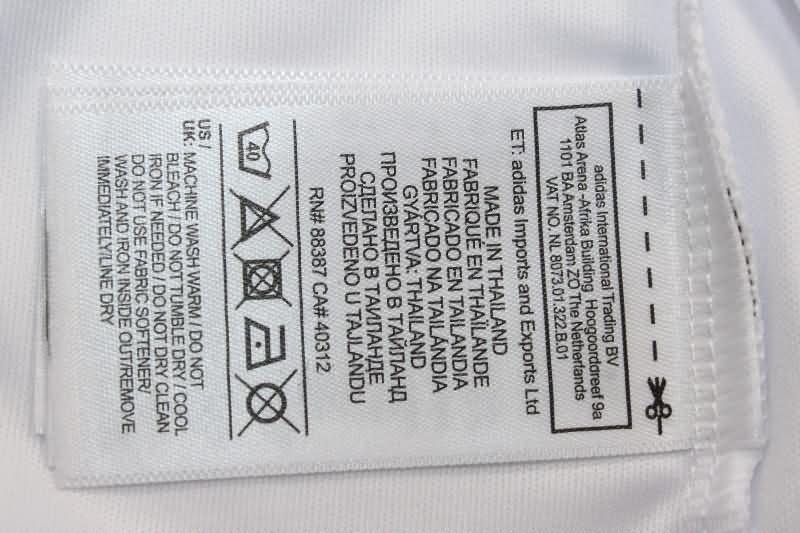 adidas International Trading BV
Atlas Arena -Afrika Building Hoogoorddreef 9a
1101 BA Amsterdam ZO The Netherlands
VAT NO. NL 8073.01.322.B.01
ET: adidas Imports and Exports Ltd
MADE IN THAILAND
FABRIQUÉ EN THAÏLANDE
FABRICADO EN TAILANDIA
FABRICADO NA TAILÂNDIA
GYÁRTVA: THAILAND
ПРОИЗВЕДЕНО В ТАЙЛАНД
СДЕЛАНО В ТАИЛАНДЕ
PROIZVEDENO U TAJLANDU
RN# 88387 CA# 40312
40
US /
UK: MACHINE WASH WARM / DO NOT
BLEACH / DO NOT TUMBLE DRY / COOL
IRON IF NEEDED / DO NOT DRY CLEAN
DO NOT USE FABRIC SOFTENER/
WASH AND IRON INSIDE OUT/REMOVE
IMMEDIATELY/LINE DRY